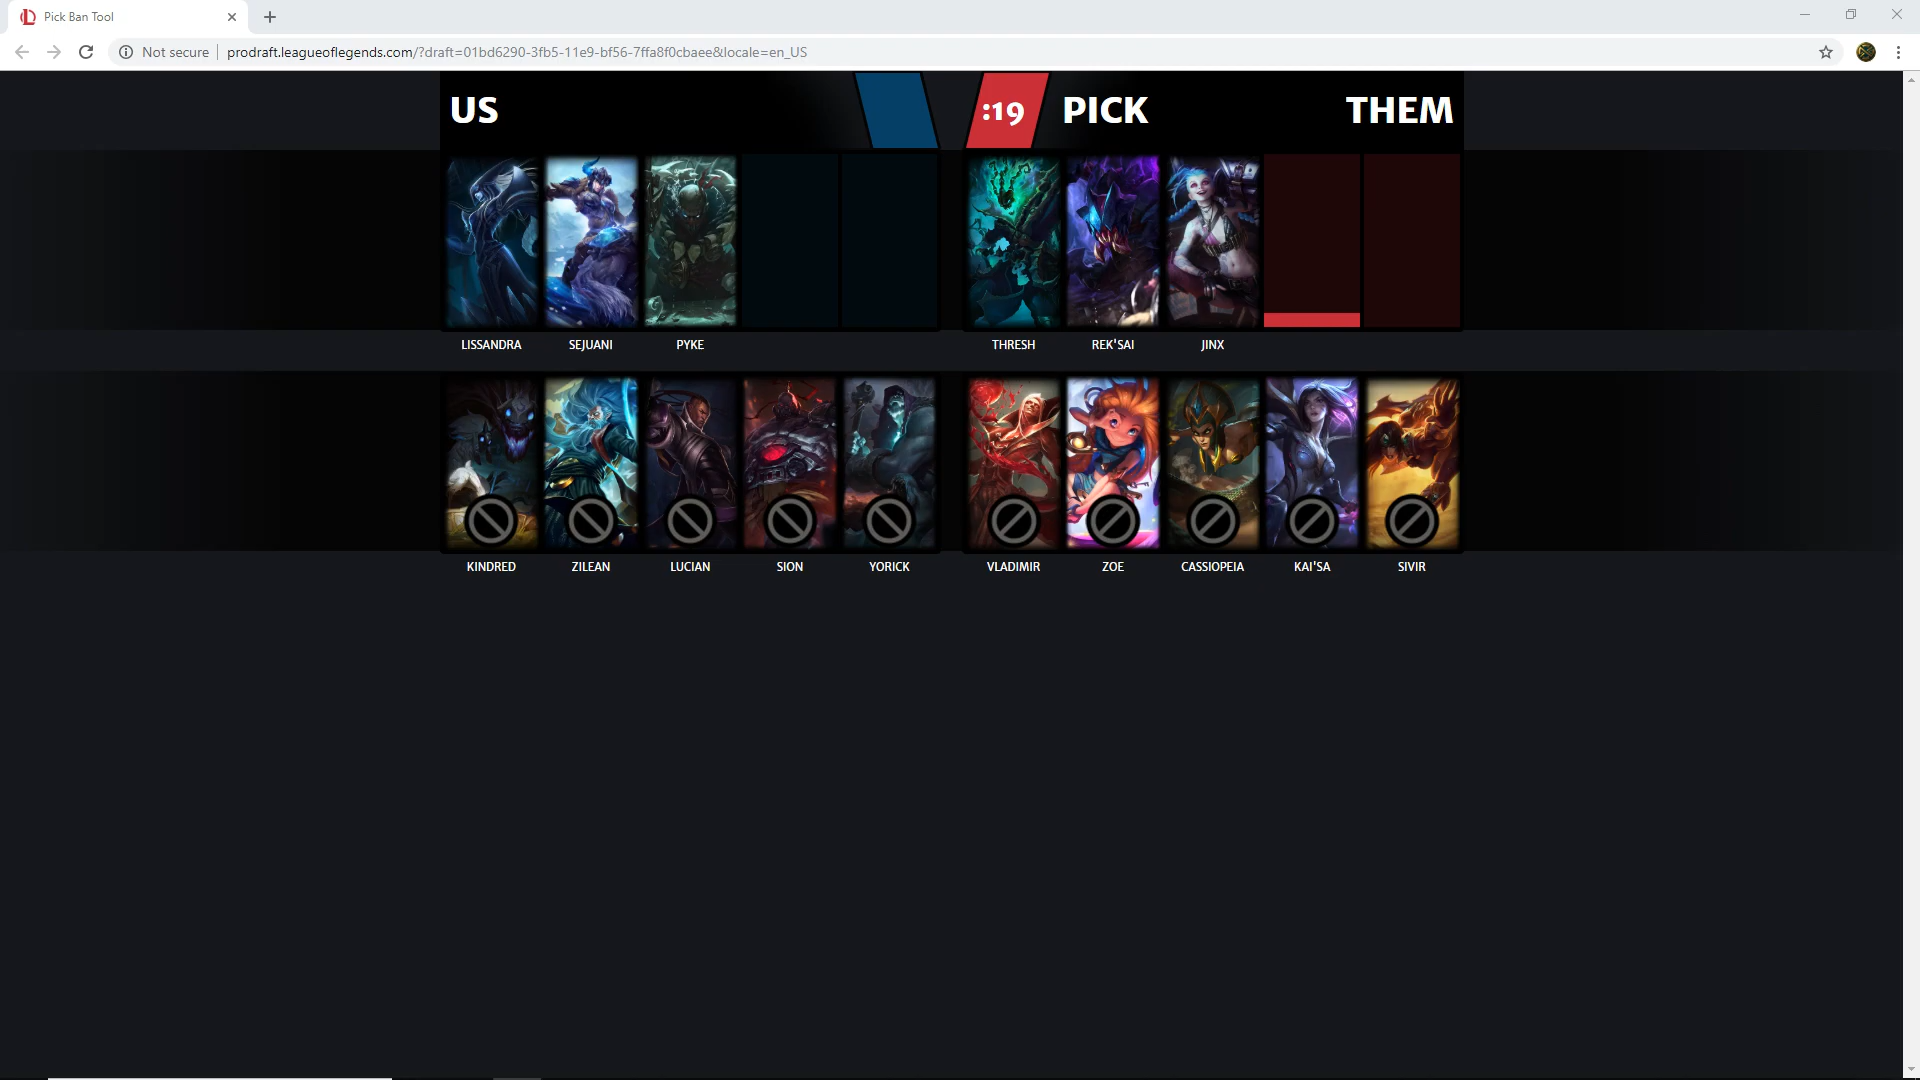 Pick Ban Tool
Not secure
prodraft.leagueoflegends.com/?draft=01bd6290-3fb5-11e9-bf56-7ffa8f0cbaee&locale=en_US
US
:19 PICK
THEM
LISSANDRA
SEJUANI
PYKE
THRESH
REK'SAI
JINX
KINDRED
ZILEAN
LUCIAN
SION
YORICK
VLADIMIR
ZOE
CASSIOPEIA
KAI'SA
SIVIR